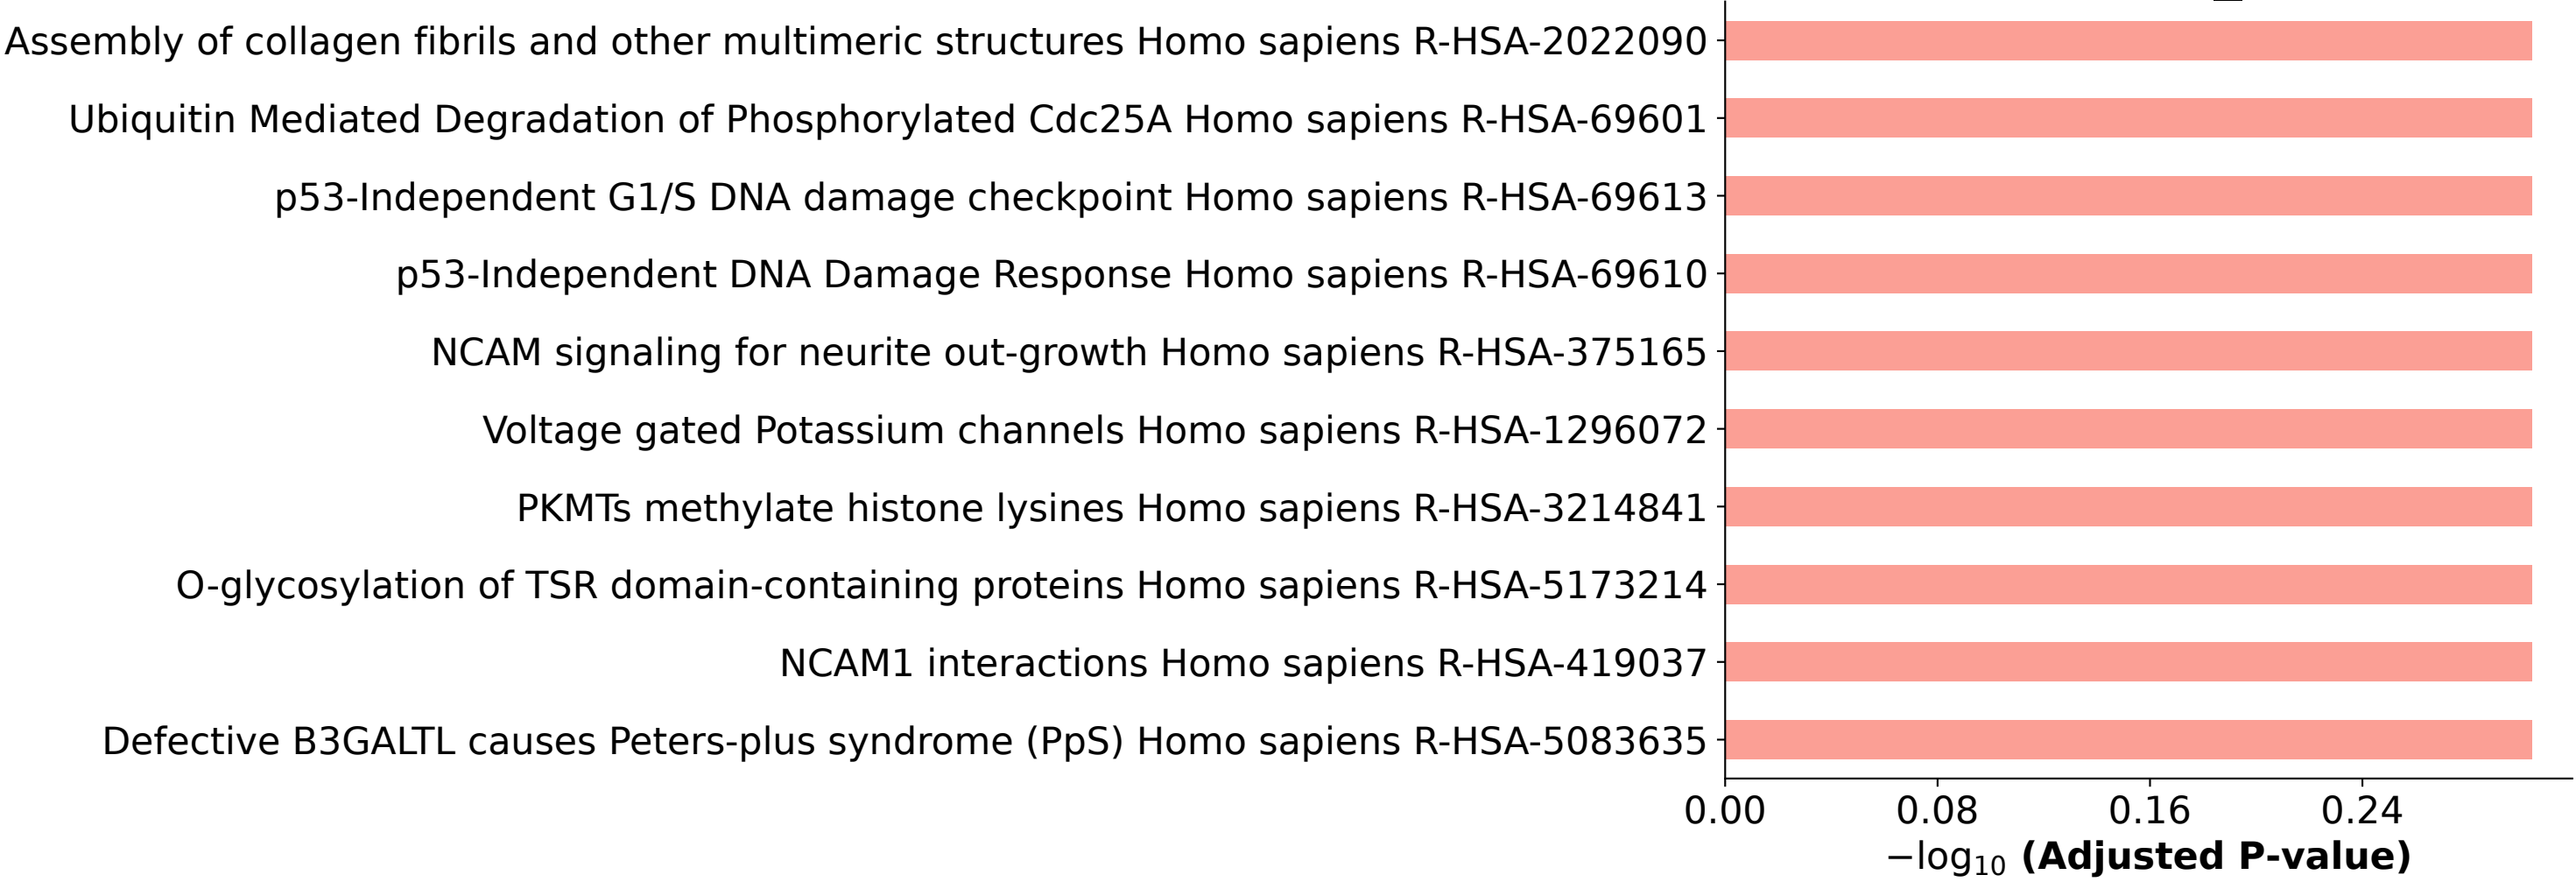 Assembly of collagen fibrils and other multimeric structures Homo sapiens R-HSA-2022090
Ubiquitin Mediated Degradation of Phosphorylated Cdc25A Homo sapiens R-HSA-69601
p53-Independent G1/S DNA damage checkpoint Homo sapiens R-HSA-69613
p53-Independent DNA Damage Response Homo sapiens R-HSA-69610
NCAM signaling for neurite out-growth Homo sapiens R-HSA-375165
Voltage gated Potassium channels Homo sapiens R-HSA-1296072
PKMTs methylate histone lysines Homo sapiens R-HSA-3214841
O-glycosylation of TSR domain-containing proteins Homo sapiens R-HSA-5173214
NCAM1 interactions Homo sapiens R-HSA-419037
Defective B3GALTL causes Peters-plus syndrome (PpS) Homo sapiens R-HSA-5083635
0.00 0.08 0.16 0.24
−log₁₀ (Adjusted P-value)